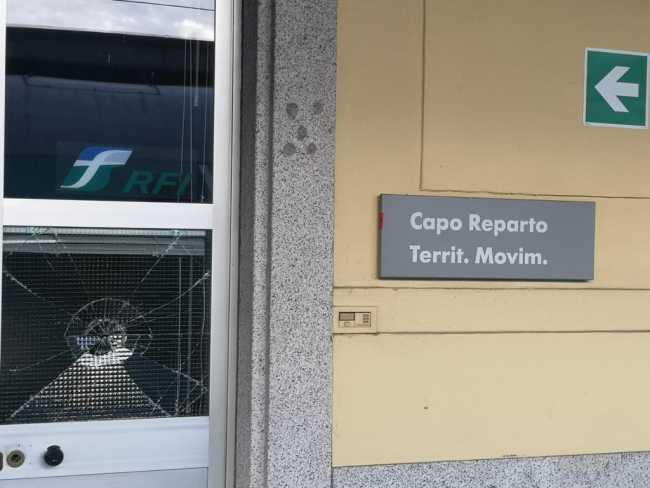 RFI
Capo Reparto
Territ. Movim.